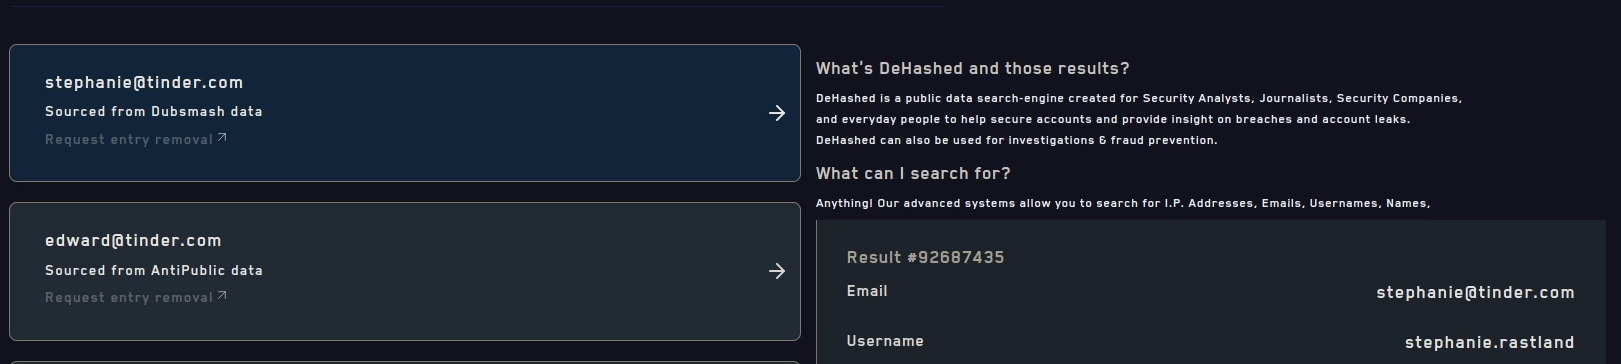 stephanie@tinder.com
Sourced from Dubsmash data
Request entry removal
edward@tinder.com
Sourced from AntiPublic data
Request entry removal
What's DeHashed and those results?
DeHashed is a public data search-engine created for Security Analysts, Journalists, Security Companies,
and everyday people to help secure accounts and provide insight on breaches and account leaks.
DeHashed can also be used for investigations & fraud prevention.
What can I search for?
Anything! Our advanced systems allow you to search for I.P. Addresses, Emails, Usernames, Names,
Result #92687435
Email stephanie@tinder.com
Username stephanie.rastland